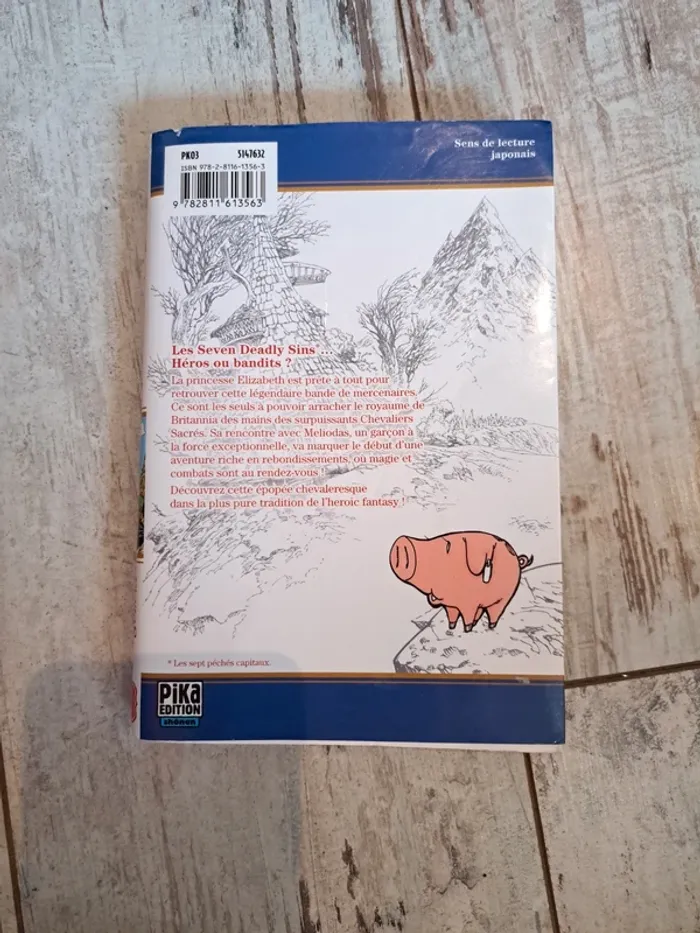 Sens de lecture
japonais
PK03 5147632
ISBN 978-2-8116-1356-3
9 782811 613563
Les Seven Deadly Sins*...
Héros ou bandits ?
La princesse Elizabeth est prête à tout pour
retrouver cette légendaire bande de mercenaires.
Ce sont les seuls à pouvoir arracher le royaume de
Britannia des mains des surpuissants Chevaliers
Sacrés. Sa rencontre avec Meliodas, un garçon à
la force exceptionnelle, va marquer le début d'une
aventure riche en rebondissements, où magie et
combats sont au rendez-vous !
Découvrez cette épopée chevaleresque
dans la plus pure tradition de l'heroic fantasy !
* Les sept péchés capitaux.
PiKa
EDITION
shônen